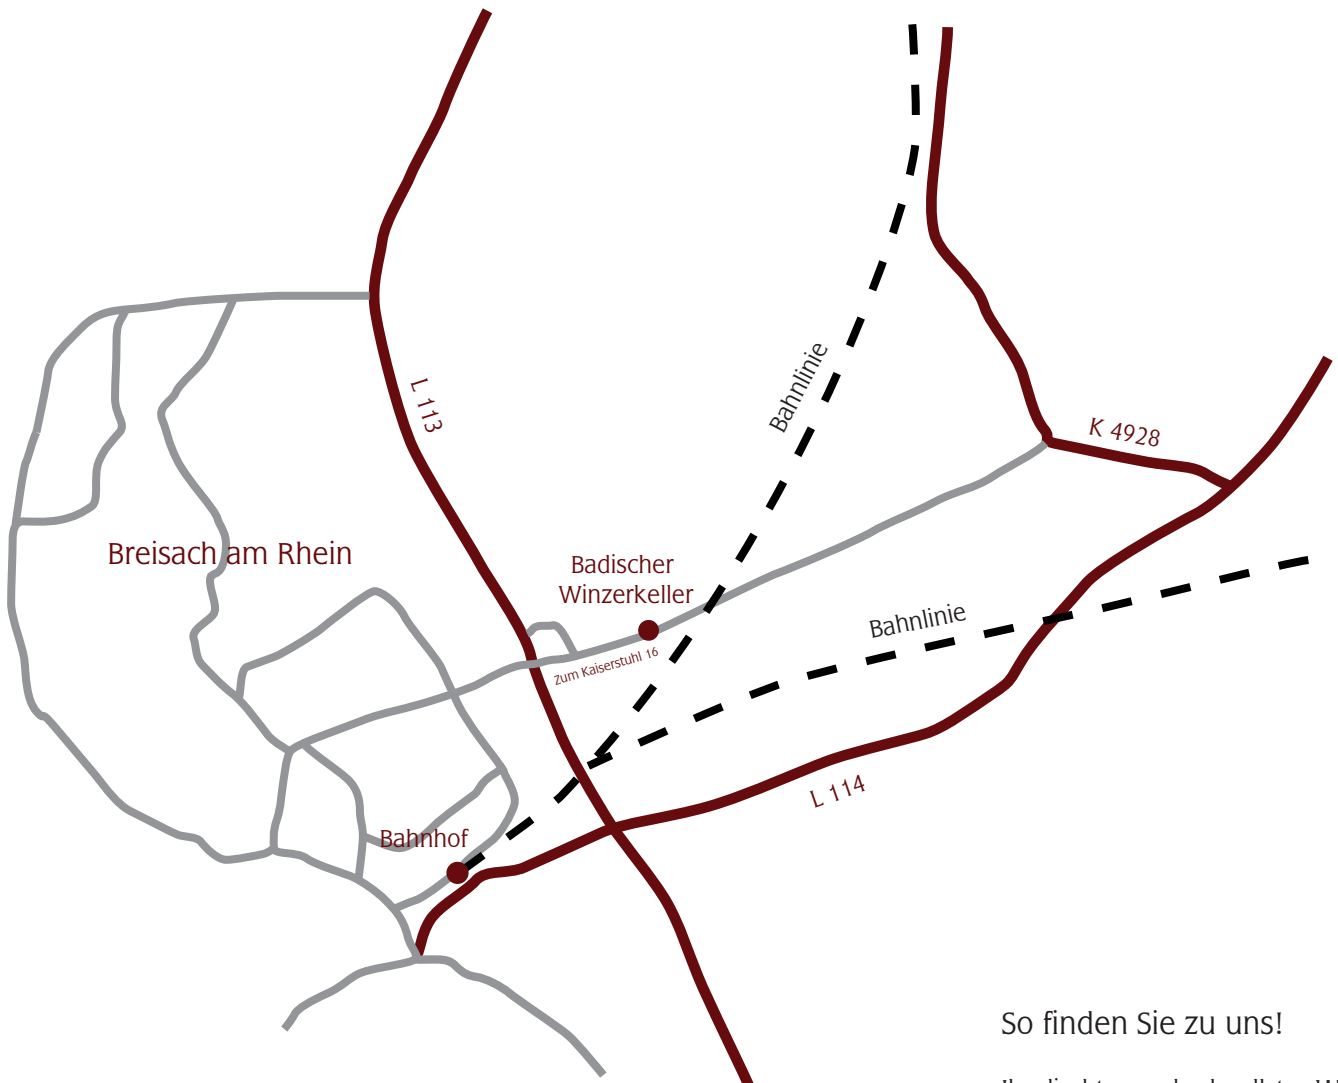 L 113
Bahnlinie
K 4928
Breisach am Rhein
Badischer
Winzerkeller
Zum Kaiserstuhl 16
Bahnlinie
L 114
Bahnhof
So finden Sie zu uns!